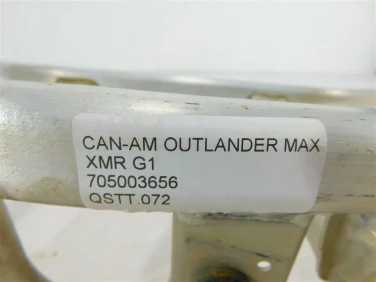 CAN-AM OUTLANDER MAX
XMR G1
705003656
QSTT.072